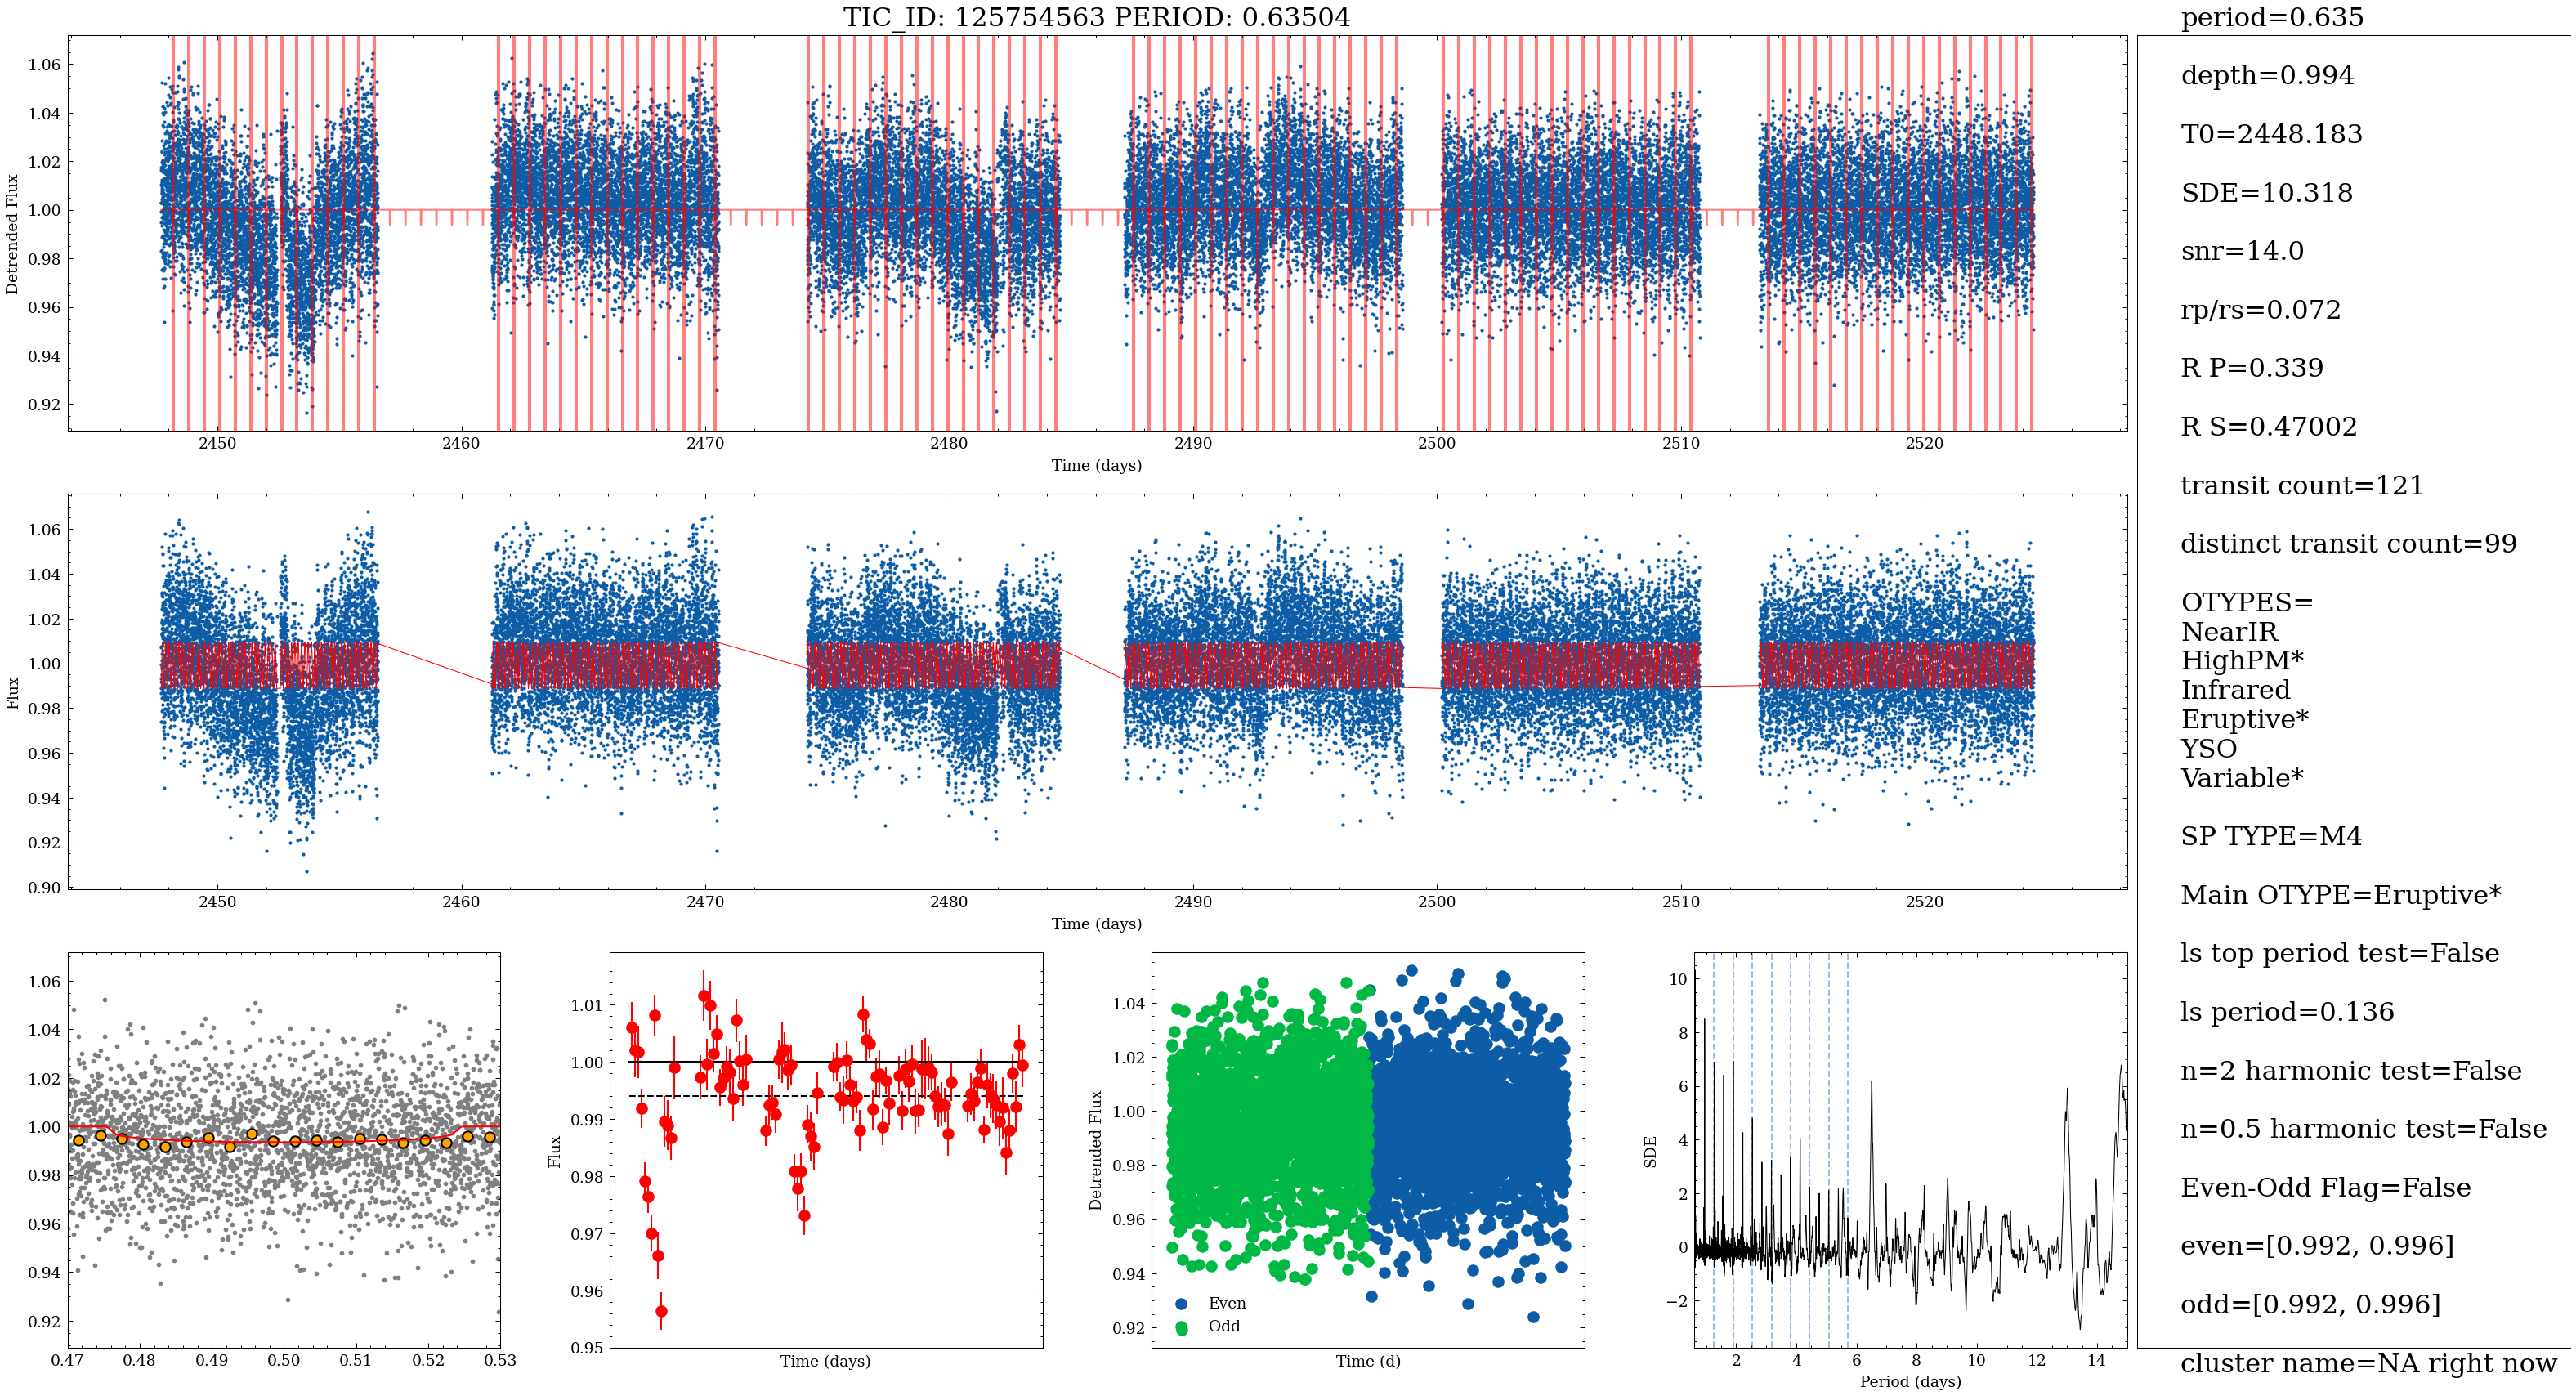 TIC_ID: 125754563 PERIOD: 0.63504
1.06
1.04
1.02
1.00
0.98
0.96
0.94
0.92
Detrended Flux
2450 2460 2470 2480 2490 2500 2510 2520
Time (days)
1.06
1.04
1.02
1.00
0.98
0.96
0.94
0.92
0.90
Flux
2450 2460 2470 2480 2490 2500 2510 2520
Time (days)
1.06
1.04
1.02
1.00
0.98
0.96
0.94
0.92
0.47 0.48 0.49 0.50 0.51 0.52 0.53
1.01
1.00
0.99
0.98
0.97
0.96
0.95
Flux
Time (days)
1.04
1.02
1.00
0.98
0.96
0.94
0.92
Detrended Flux
Even
Odd
Time (d)
10
8
6
4
2
0
−2
SDE
2 4 6 8 10 12 14
Period (days)
period=0.635
depth=0.994
T0=2448.183
SDE=10.318
snr=14.0
rp/rs=0.072
R P=0.339
R S=0.47002
transit count=121
distinct transit count=99
OTYPES=
NearIR
HighPM*
Infrared
Eruptive*
YSO
Variable*
SP TYPE=M4
Main OTYPE=Eruptive*
ls top period test=False
ls period=0.136
n=2 harmonic test=False
n=0.5 harmonic test=False
Even-Odd Flag=False
even=[0.992, 0.996]
odd=[0.992, 0.996]
cluster name=NA right now